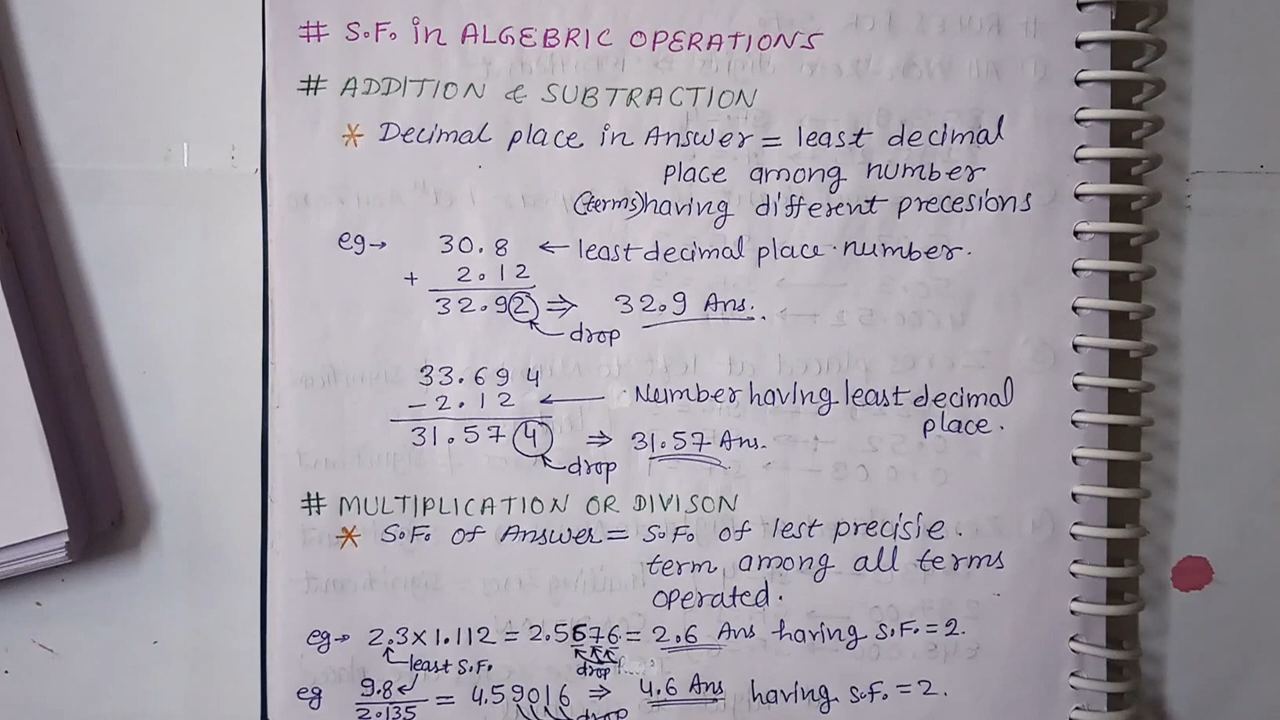 # S.F. in ALGEBRIC OPERATIONS
# ADDITION & SUBTRACTION
* Decimal place in Answer = least decimal
place among number
(terms) having different precesions
eg→ 30.8 ← least decimal place number.
+ 2.12
32.92 ⇒ 32.9 Ans.
drop
33.694
- 2.12 ← Number having least decimal
place.
31.574 ⇒ 31.57 Ans.
drop
# MULTIPLICATION OR DIVISON
* S.F. of Answer = S.F. of lest precisie.
term among all terms
operated.
eg→ 2.3 × 1.112 = 2.5576 = 2.6 Ans having S.F. = 2.
least S.F. drop
eg 9.8 / 2.135 = 4.59016 ⇒ 4.6 Ans having S.F. = 2.
drop